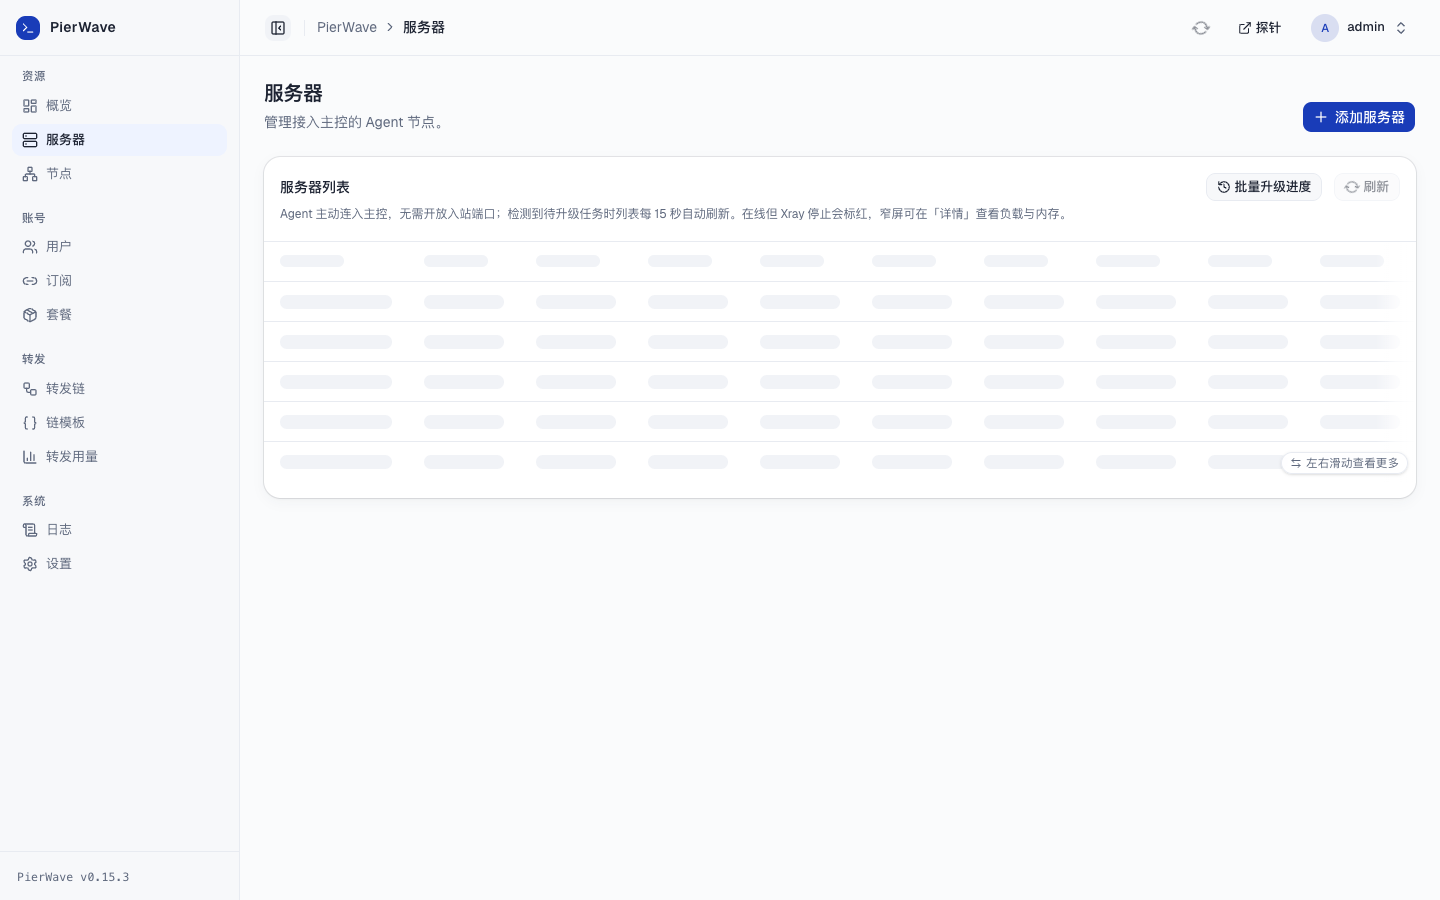 PierWave
PierWave > 服务器
探针
A
admin
资源
概览
服务器
节点
账号
用户
订阅
套餐
转发
转发链
链模板
转发用量
系统
日志
设置
PierWave v0.15.3
服务器
管理接入主控的 Agent 节点。
添加服务器
服务器列表
批量升级进度
刷新
Agent 主动连入主控，无需开放入站端口；检测到待升级任务时列表每 15 秒自动刷新。在线但 Xray 停止会标红，窄屏可在「详情」查看负载与内存。
左右滑动查看更多